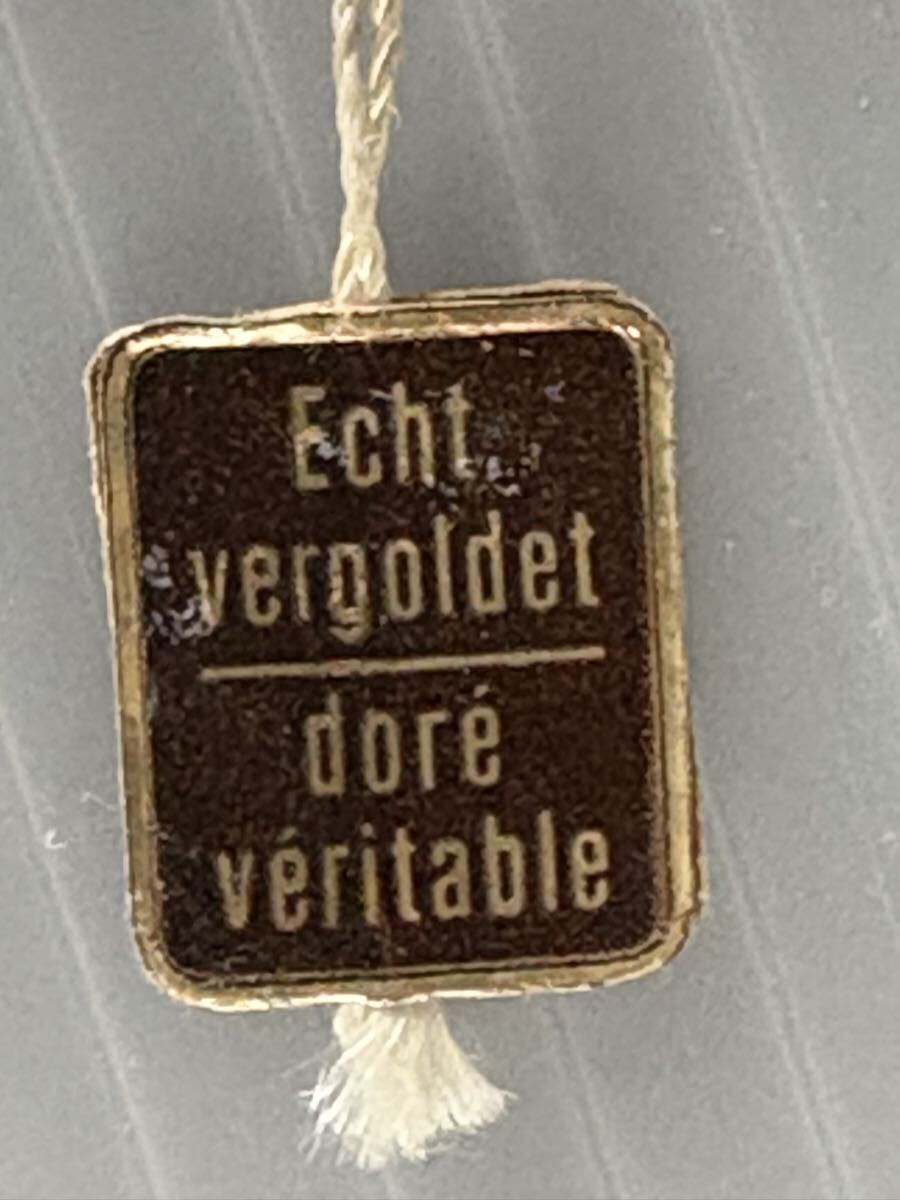 Echt
vergoldet
doré
véritable